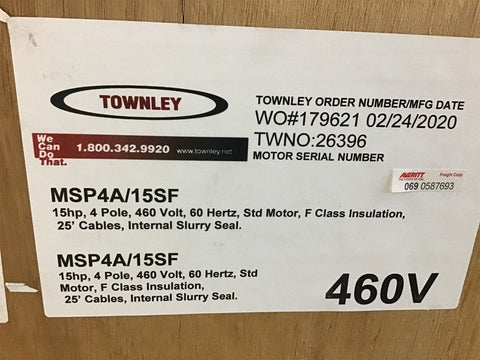 TOWNLEY
We
Can
Do
That.
1.800.342.9920 www.townley.net
TOWNLEY ORDER NUMBER/MFG DATE
WO#179621 02/24/2020
TWNO:26396
MOTOR SERIAL NUMBER
AVERITT Freight Copy
069 0587693
MSP4A/15SF
15hp, 4 Pole, 460 Volt, 60 Hertz, Std Motor, F Class Insulation,
25' Cables, Internal Slurry Seal.
MSP4A/15SF
15hp, 4 Pole, 460 Volt, 60 Hertz, Std
Motor, F Class Insulation,
25' Cables, Internal Slurry Seal.
460V